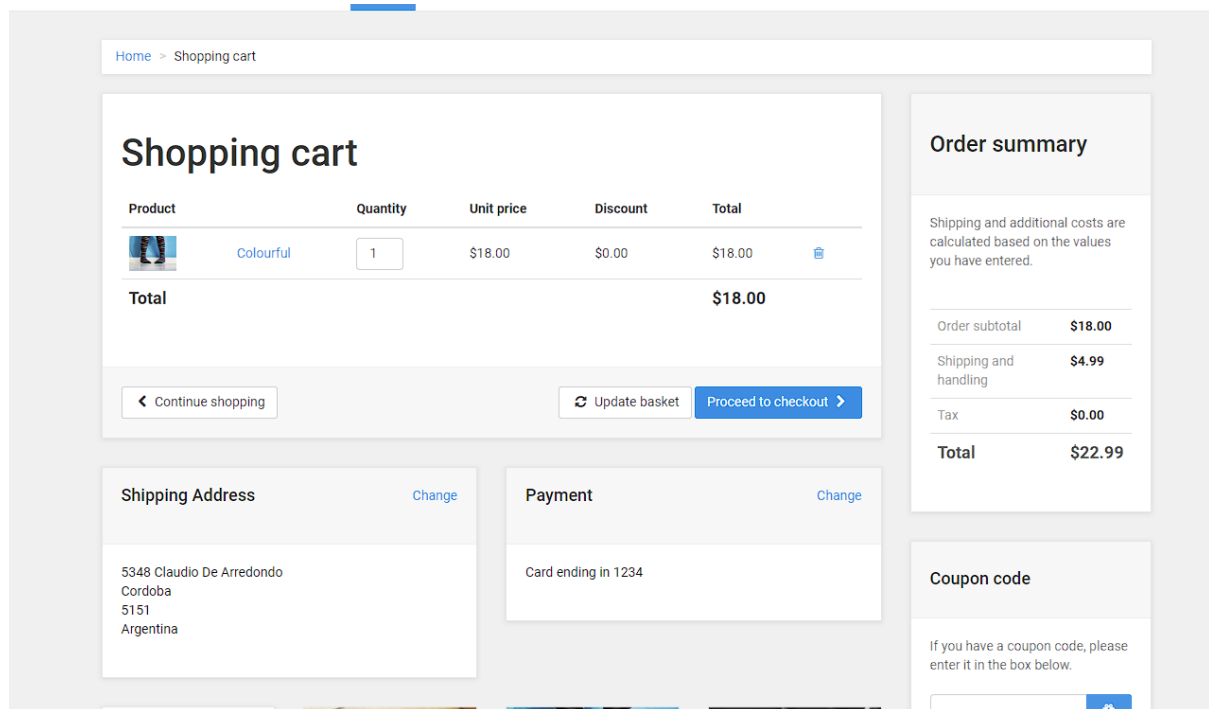 Home > Shopping cart
Shopping cart
Product Quantity Unit price Discount Total
Colourful 1 $18.00 $0.00 $18.00
Total $18.00
Continue shopping Update basket Proceed to checkout
Order summary
Shipping and additional costs are
calculated based on the values
you have entered.
Order subtotal $18.00
Shipping and $4.99
handling
Tax $0.00
Total $22.99
Shipping Address Change
5348 Claudio De Arredondo
Cordoba
5151
Argentina
Payment Change
Card ending in 1234
Coupon code
If you have a coupon code, please
enter it in the box below.